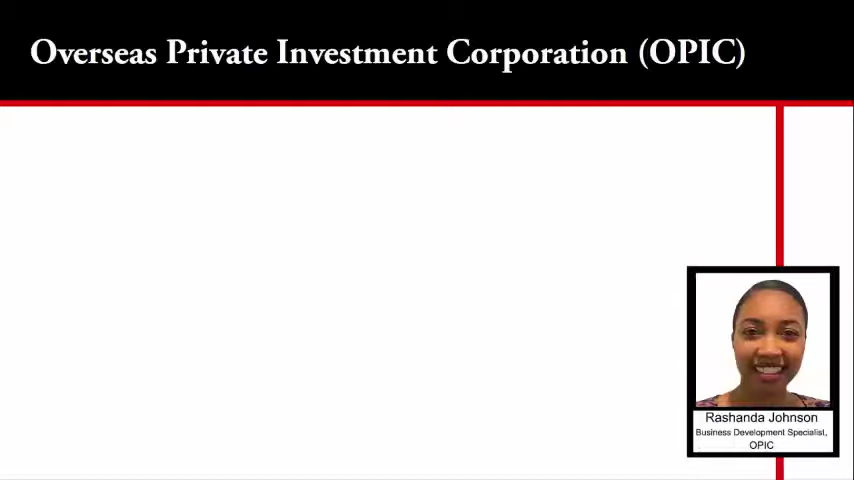 Overseas Private Investment Corporation (OPIC)
Rashanda Johnson
Business Development Specialist,
OPIC